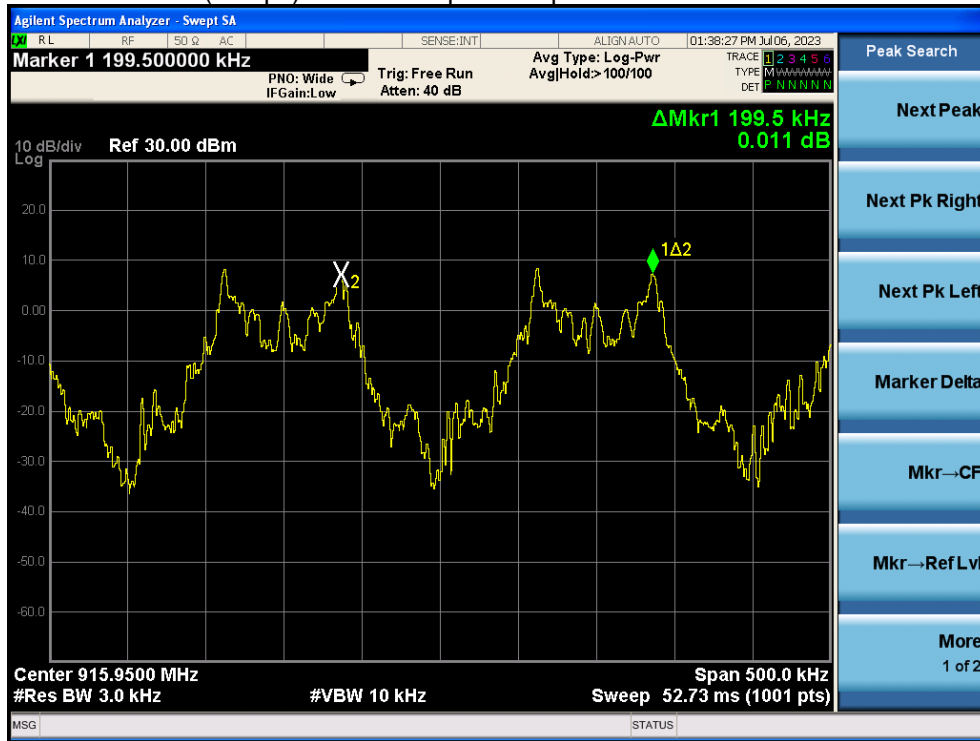 Agilent Spectrum Analyzer - Swept SA
LXI RL RF 50 Ω AC SENSE:INT ALIGN AUTO 01:38:27 PM Jul 06, 2023
Marker 1 199.500000 kHz
PNO: Wide Trig: Free Run Avg Type: Log-Pwr TRACE 1 2 3 4 5 6
IFGain:Low Atten: 40 dB Avg|Hold:>100/100 TYPE M WWWWW
DET P N N N N N
ΔMkr1 199.5 kHz
0.011 dB
10 dB/div Ref 30.00 dBm
Log
20.0
10.0
0.00
-10.0
-20.0
-30.0
-40.0
-50.0
-60.0
2
1Δ2
Center 915.9500 MHz Span 500.0 kHz
#Res BW 3.0 kHz #VBW 10 kHz Sweep 52.73 ms (1001 pts)
MSG STATUS
Peak Search
Next Peak
Next Pk Right
Next Pk Left
Marker Delta
Mkr→CF
Mkr→Ref Lvl
More
1 of 2